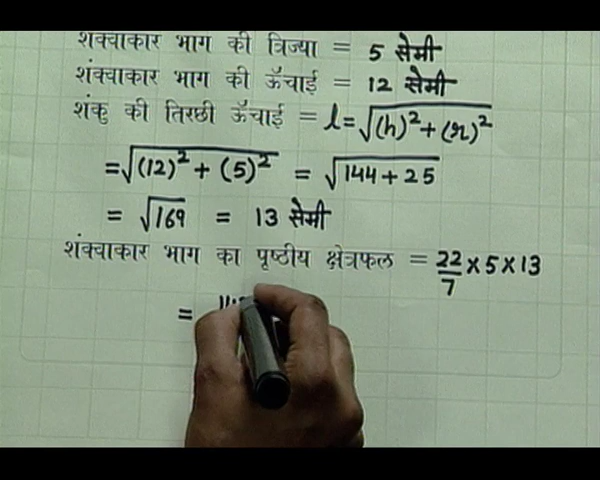 शंक्वाकार भाग की त्रिज्या = 5 सेमी
शंक्वाकार भाग की ऊँचाई = 12 सेमी
शंकु की तिरछी ऊँचाई = l = √(h)² + (r)²
= √(12)² + (5)² = √144 + 25
= √169 = 13 सेमी
शंक्वाकार भाग का पृष्ठीय क्षेत्रफल = 22/7 × 5 × 13
=